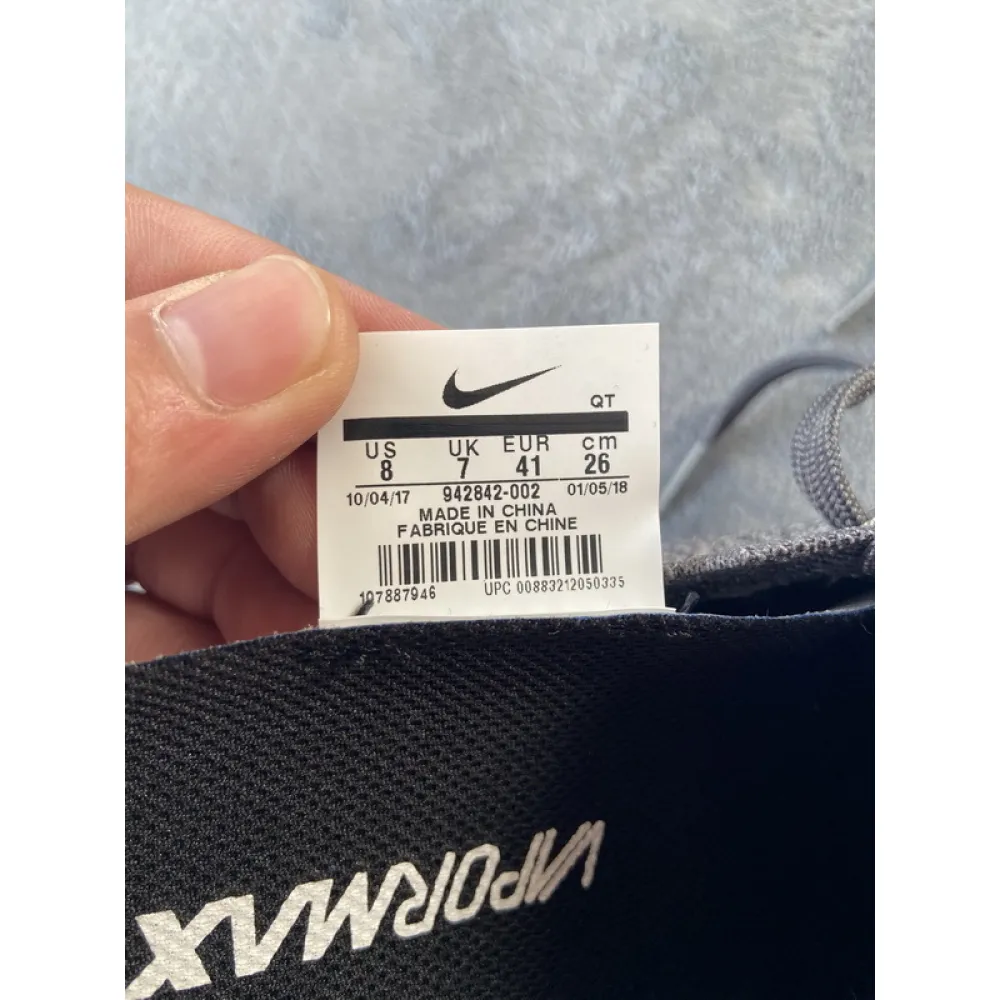 QT
US UK EUR cm
8 7 41 26
10/04/17 942842-002 01/05/18
MADE IN CHINA
FABRIQUE EN CHINE
107887946 UPC 00883212050335
VAPORMAX